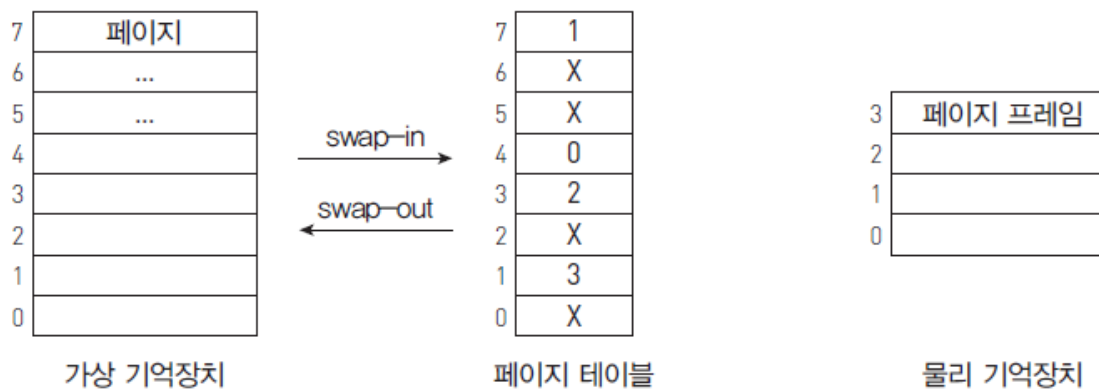 7 페이지 7 1
6 ... 6 X
5 ... 5 X 3 페이지 프레임
swap-in
4 4 0 2
3 3 2 1
swap-out
2 2 X 0
1 1 3
0 0 X
가상 기억장치 페이지 테이블 물리 기억장치